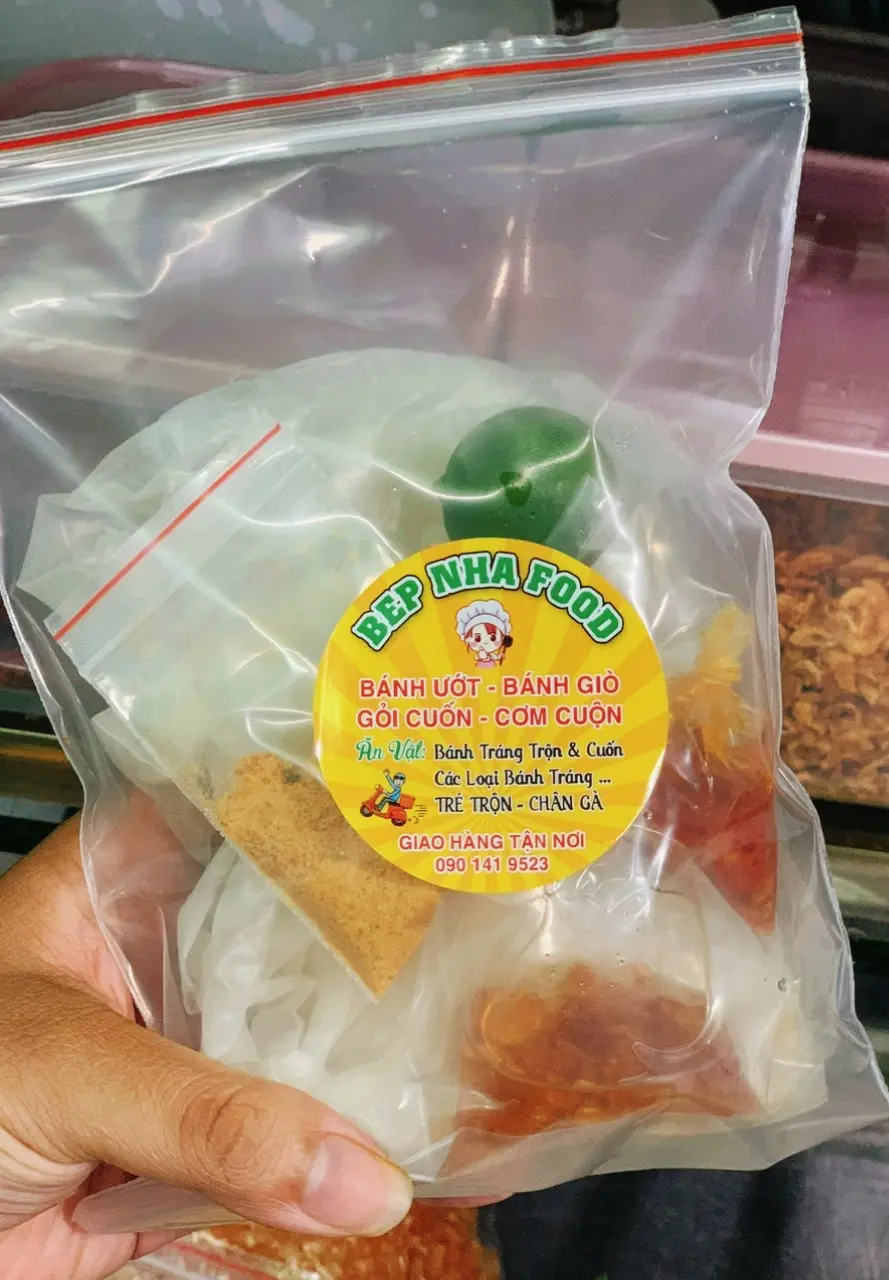 BEP NHA FOOD
BÁNH ƯỚT - BÁNH GIÒ
GỎI CUỐN - CƠM CUỘN
Ăn Vặt: Bánh Tráng Trộn & Cuốn
Các Loại Bánh Tráng ...
TRÉ TRỘN - CHÂN GÀ
GIAO HÀNG TẬN NƠI
090 141 9523